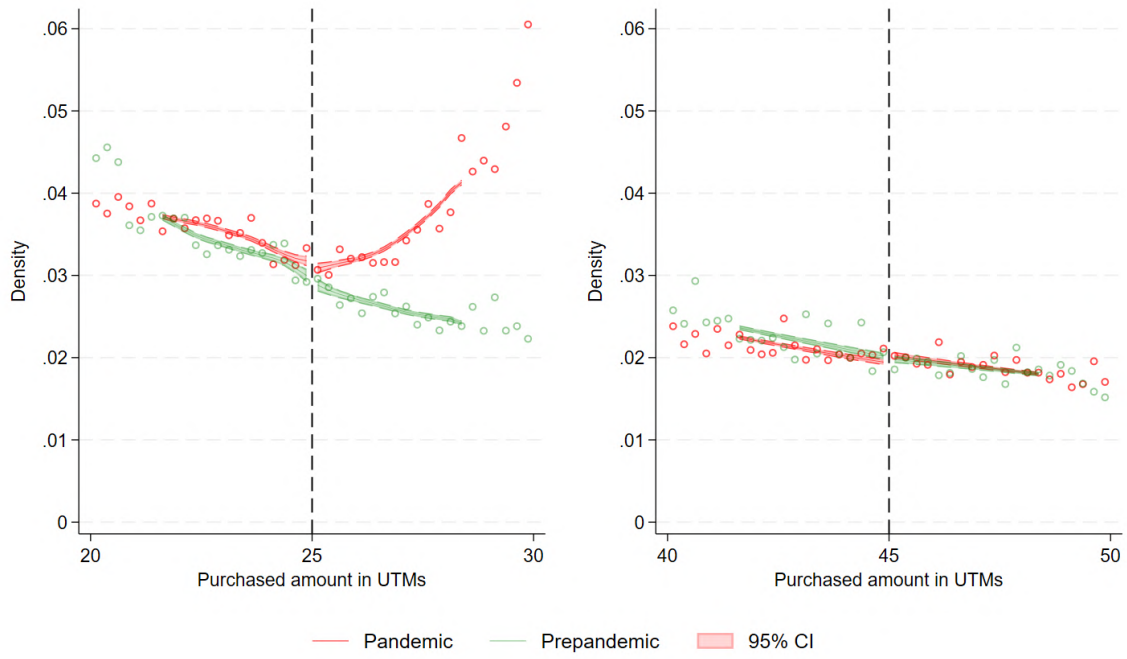 .06
.05
.04
.03
.02
.01
0
Density
20
25
30
Purchased amount in UTMs
.06
.05
.04
.03
.02
.01
0
Density
40
45
50
Purchased amount in UTMs
Pandemic
Prepandemic
95% CI